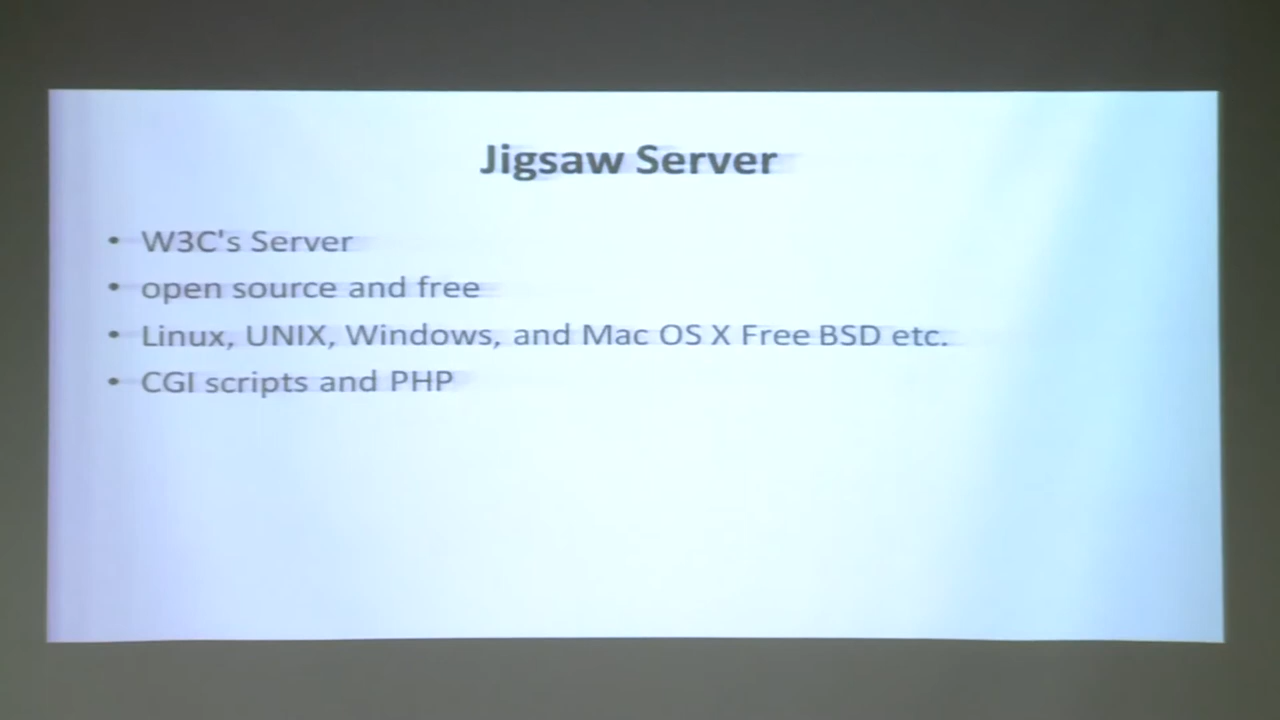 Jigsaw Server
• W3C's Server
• open source and free
• Linux, UNIX, Windows, and Mac OS X Free BSD etc.
• CGI scripts and PHP